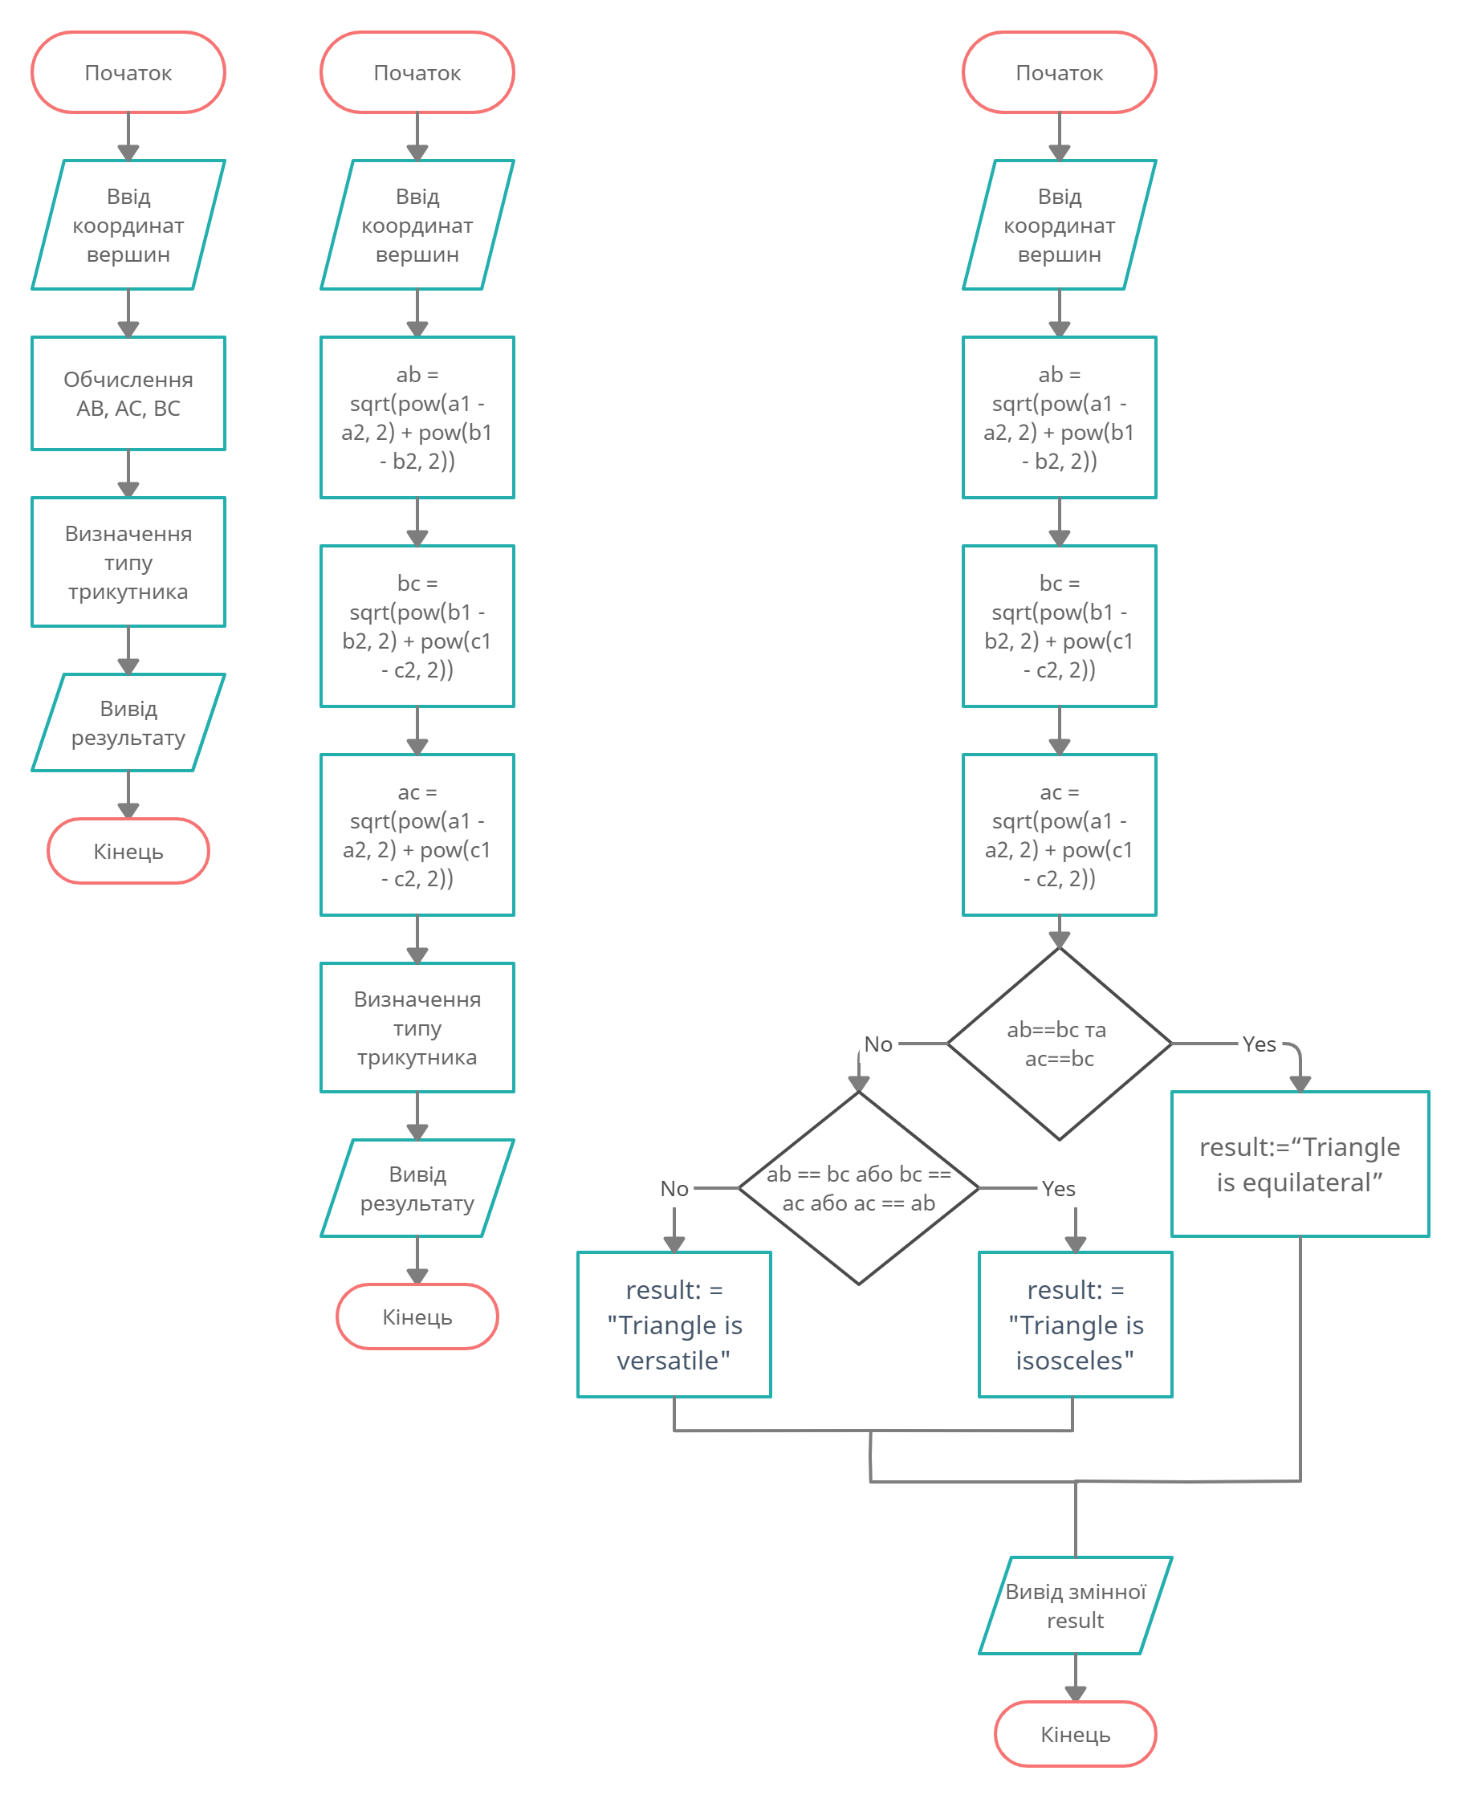 Початок
Ввід
координат
вершин
Обчислення
AB, AC, BC
Визначення
типу
трикутника
Вивід
результату
Кінець
Початок
Ввід
координат
вершин
ab =
sqrt(pow(a1 -
a2, 2) + pow(b1
- b2, 2))
bc =
sqrt(pow(b1 -
b2, 2) + pow(c1
- c2, 2))
ac =
sqrt(pow(a1 -
a2, 2) + pow(c1
- c2, 2))
Визначення
типу
трикутника
Вивід
результату
Кінець
Початок
Ввід
координат
вершин
ab =
sqrt(pow(a1 -
a2, 2) + pow(b1
- b2, 2))
bc =
sqrt(pow(b1 -
b2, 2) + pow(c1
- c2, 2))
ac =
sqrt(pow(a1 -
a2, 2) + pow(c1
- c2, 2))
ab==bc та
ac==bc
No
Yes
result:=“Triangle
is equilateral”
ab == bc або bc ==
ac або ac == ab
No
Yes
result: =
"Triangle is
versatile"
result: =
"Triangle is
isosceles"
Вивід змінної
result
Кінець